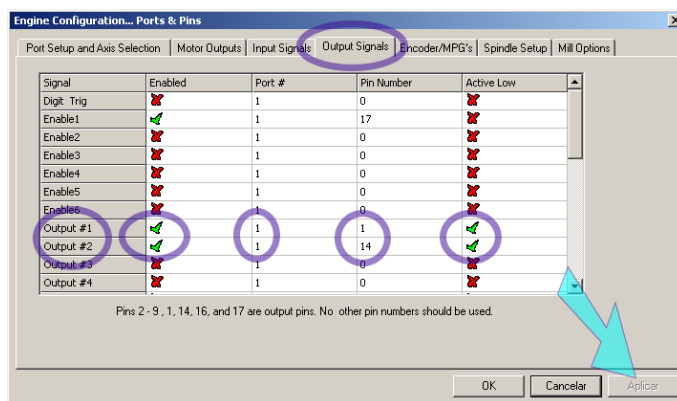 Engine Configuration... Ports & Pins
Port Setup and Axis Selection Motor Outputs Input Signals Output Signals Encoder/MPG's Spindle Setup Mill Options
Signal Enabled Port # Pin Number Active Low
Digit Trig 1 0
Enable1 1 17
Enable2 1 0
Enable3 1 0
Enable4 1 0
Enable5 1 0
Enable6 1 0
Output #1 1 1
Output #2 1 14
Output #3 1 0
Output #4 1 0
Pins 2 - 9 , 1, 14, 16, and 17 are output pins. No other pin numbers should be used.
OK Cancelar Aplicar